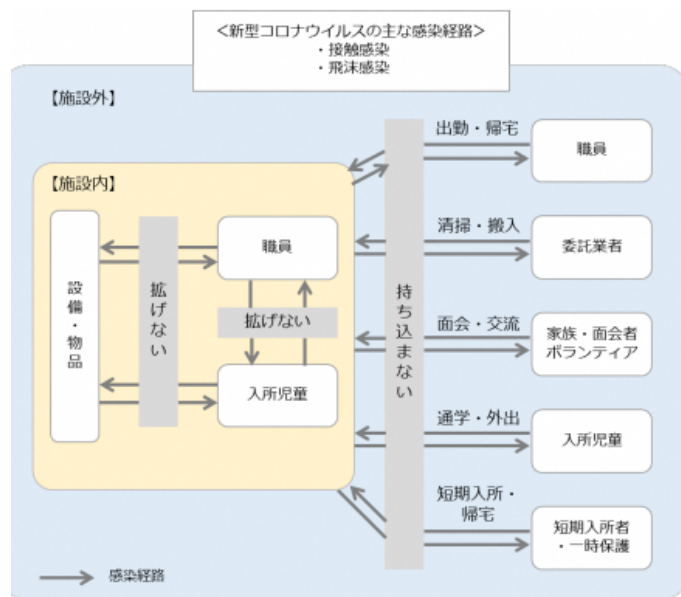 <新型コロナウイルスの主な感染経路>
・接触感染
・飛沫感染
【施設外】
出勤・帰宅
職員
【施設内】
職員
清掃・搬入
委託業者
設備・物品
拡げない
拡げない
持ち込まない
面会・交流
家族・面会者
ボランティア
入所児童
通学・外出
入所児童
短期入所・
帰宅
短期入所者
・一時保護
感染経路